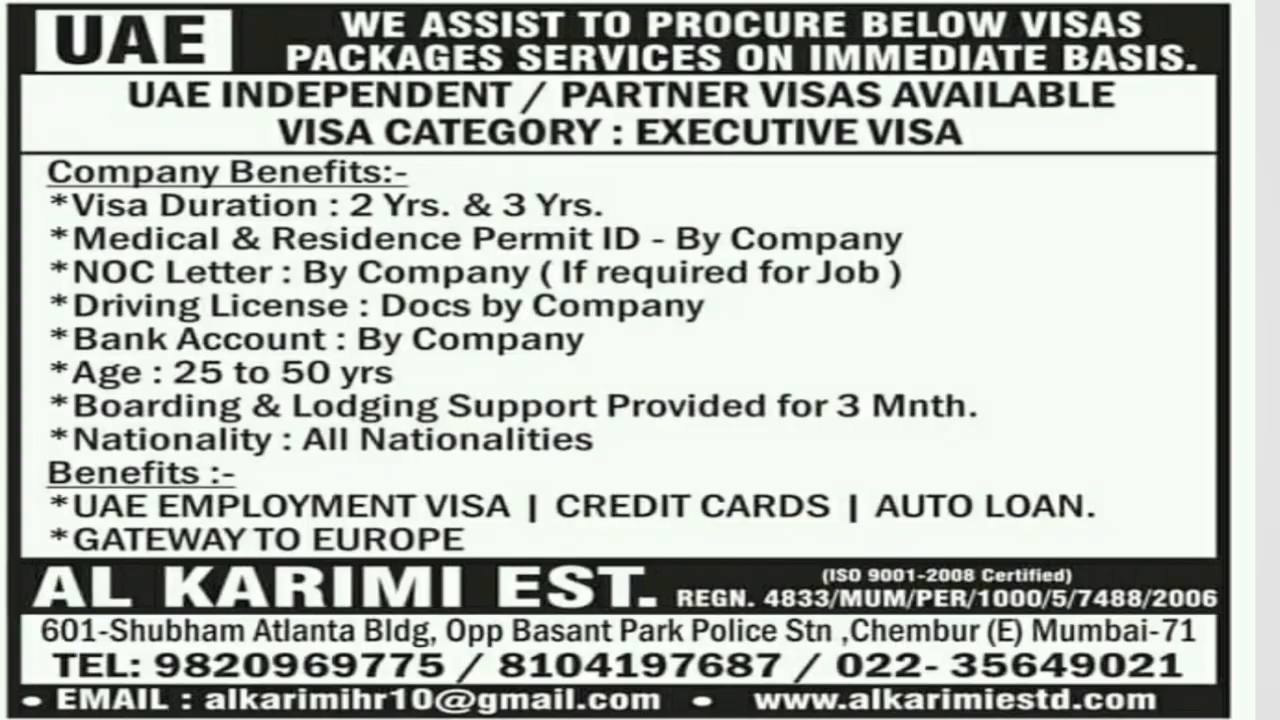 UAE
WE ASSIST TO PROCURE BELOW VISAS
PACKAGES SERVICES ON IMMEDIATE BASIS.
UAE INDEPENDENT / PARTNER VISAS AVAILABLE
VISA CATEGORY : EXECUTIVE VISA
Company Benefits:-
*Visa Duration : 2 Yrs. & 3 Yrs.
*Medical & Residence Permit ID - By Company
*NOC Letter : By Company ( If required for Job )
*Driving License : Docs by Company
*Bank Account : By Company
*Age : 25 to 50 yrs
*Boarding & Lodging Support Provided for 3 Mnth.
*Nationality : All Nationalities
Benefits :-
*UAE EMPLOYMENT VISA | CREDIT CARDS | AUTO LOAN.
*GATEWAY TO EUROPE
AL KARIMI EST.
(ISO 9001-2008 Certified)
REGN. 4833/MUM/PER/1000/5/7488/2006
601-Shubham Atlanta Bldg, Opp Basant Park Police Stn ,Chembur (E) Mumbai-71
TEL: 9820969775 / 8104197687 / 022- 35649021
• EMAIL : alkarimihr10@gmail.com • www.alkarimiestd.com